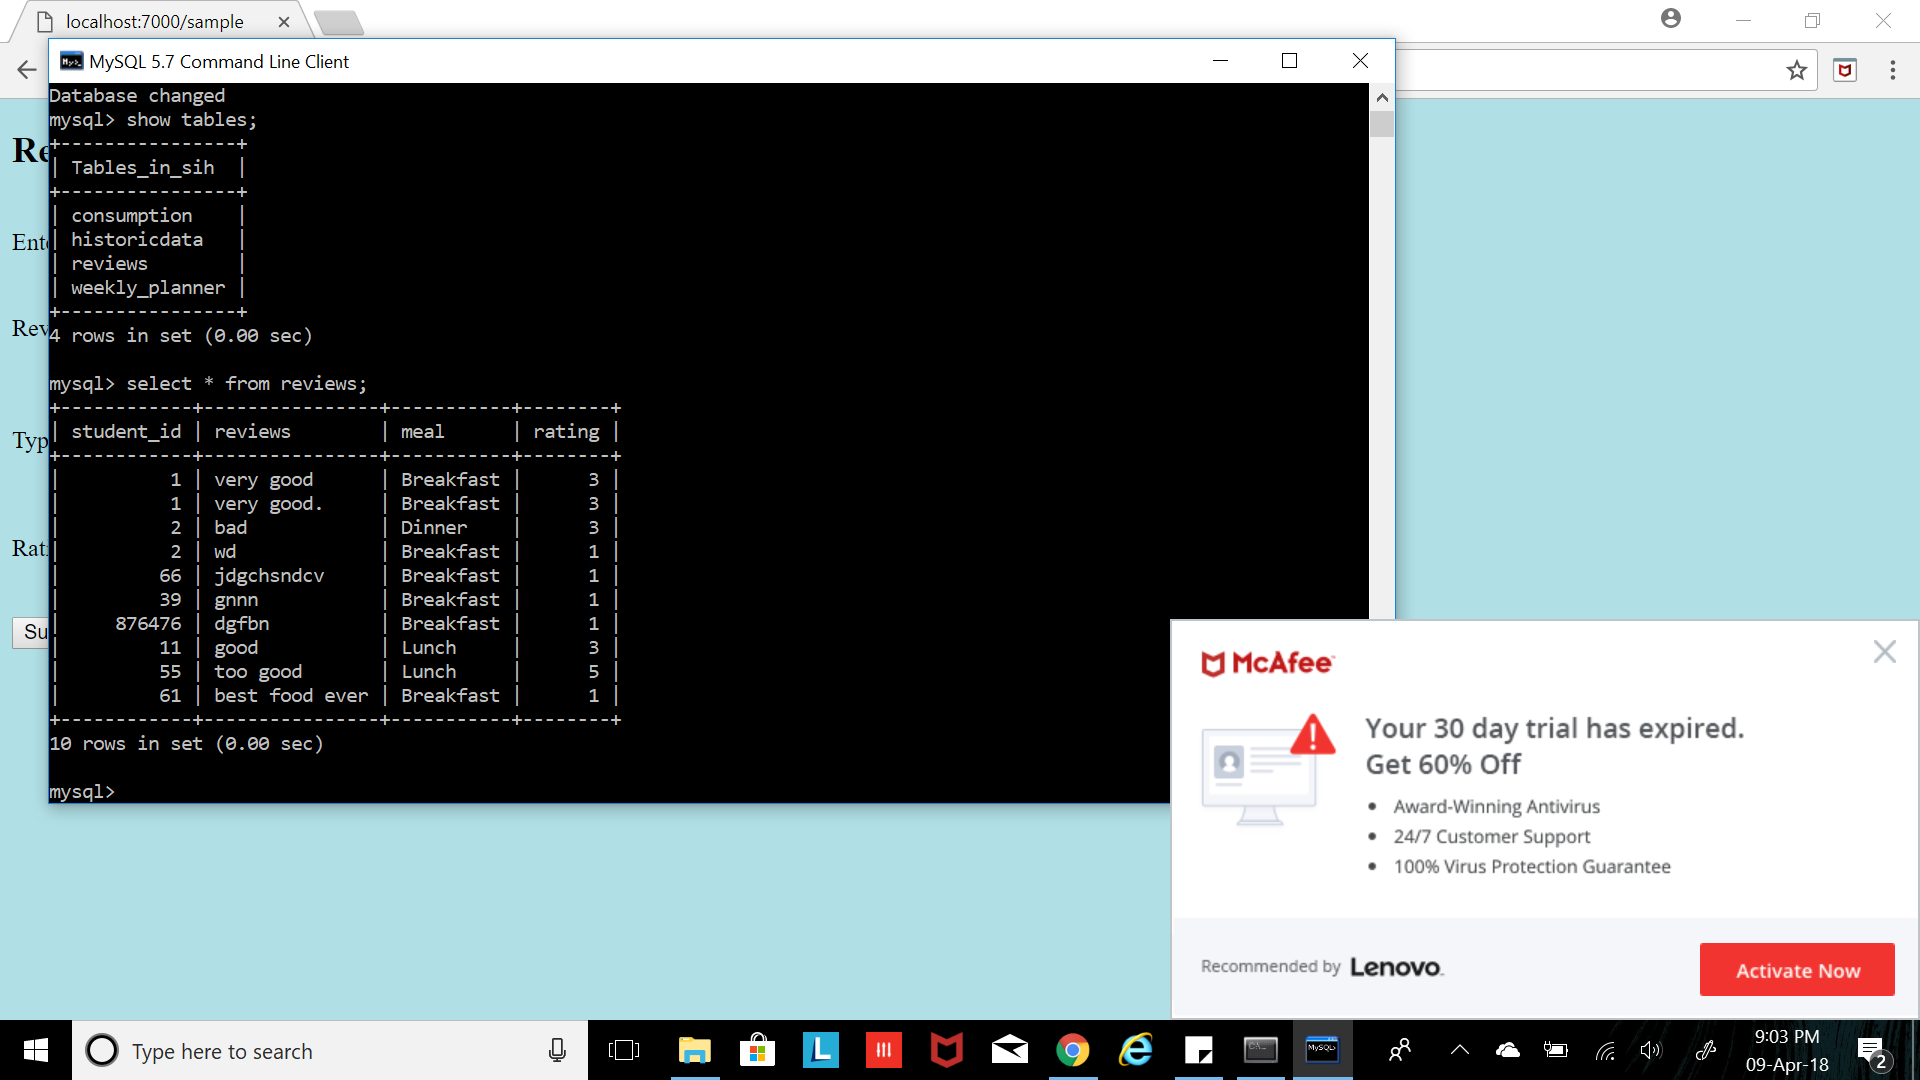 localhost:7000/sample
MySQL 5.7 Command Line Client
Database changed
mysql> show tables;
+----------------+
| Tables_in_sih  |
+----------------+
| consumption    |
| historicdata   |
| reviews        |
| weekly_planner |
+----------------+
4 rows in set (0.00 sec)
mysql> select * from reviews;
+------------+----------------+-----------+--------+
| student_id | reviews        | meal      | rating |
+------------+----------------+-----------+--------+
|          1 | very good      | Breakfast |      3 |
|          1 | very good.     | Breakfast |      3 |
|          2 | bad            | Dinner    |      3 |
|          2 | wd             | Breakfast |      1 |
|         66 | jdgchsndcv     | Breakfast |      1 |
|         39 | gnnn           | Breakfast |      1 |
|     876476 | dgfbn          | Breakfast |      1 |
|         11 | good           | Lunch     |      3 |
|         55 | too good       | Lunch     |      5 |
|         61 | best food ever | Breakfast |      1 |
+------------+----------------+-----------+--------+
10 rows in set (0.00 sec)
mysql>
Re
Ent
Rev
Typ
Rat
Su
McAfee
Your 30 day trial has expired.
Get 60% Off
• Award-Winning Antivirus
• 24/7 Customer Support
• 100% Virus Protection Guarantee
Recommended by Lenovo
Activate Now
Type here to search
MySQL>
9:03 PM
09-Apr-18
2